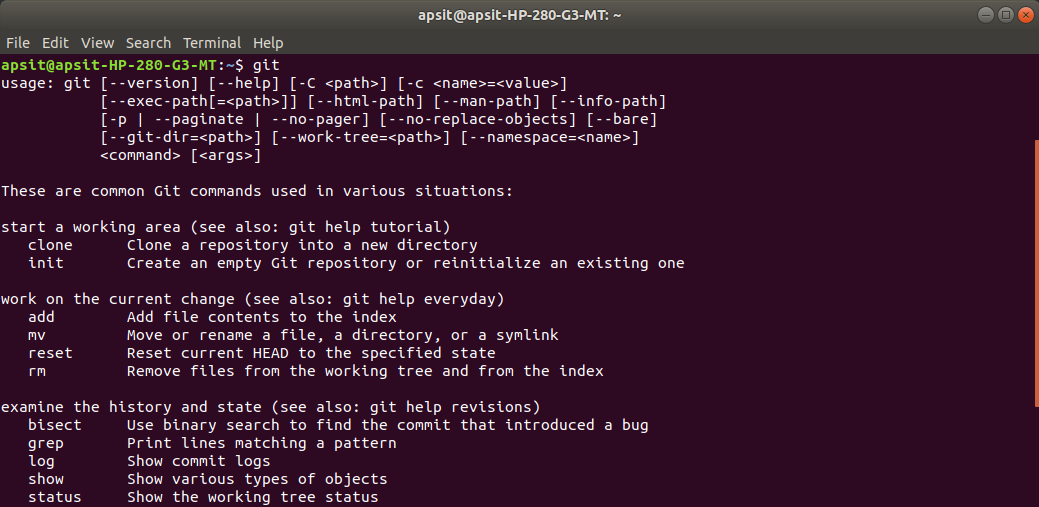 apsit@apsit-HP-280-G3-MT: ~
File Edit View Search Terminal Help
apsit@apsit-HP-280-G3-MT:~$ git
usage: git [--version] [--help] [-C <path>] [-c <name>=<value>]
           [--exec-path[=<path>]] [--html-path] [--man-path] [--info-path]
           [-p | --paginate | --no-pager] [--no-replace-objects] [--bare]
           [--git-dir=<path>] [--work-tree=<path>] [--namespace=<name>]
           <command> [<args>]

These are common Git commands used in various situations:

start a working area (see also: git help tutorial)
   clone      Clone a repository into a new directory
   init       Create an empty Git repository or reinitialize an existing one

work on the current change (see also: git help everyday)
   add        Add file contents to the index
   mv         Move or rename a file, a directory, or a symlink
   reset      Reset current HEAD to the specified state
   rm         Remove files from the working tree and from the index

examine the history and state (see also: git help revisions)
   bisect     Use binary search to find the commit that introduced a bug
   grep       Print lines matching a pattern
   log        Show commit logs
   show       Show various types of objects
   status     Show the working tree status